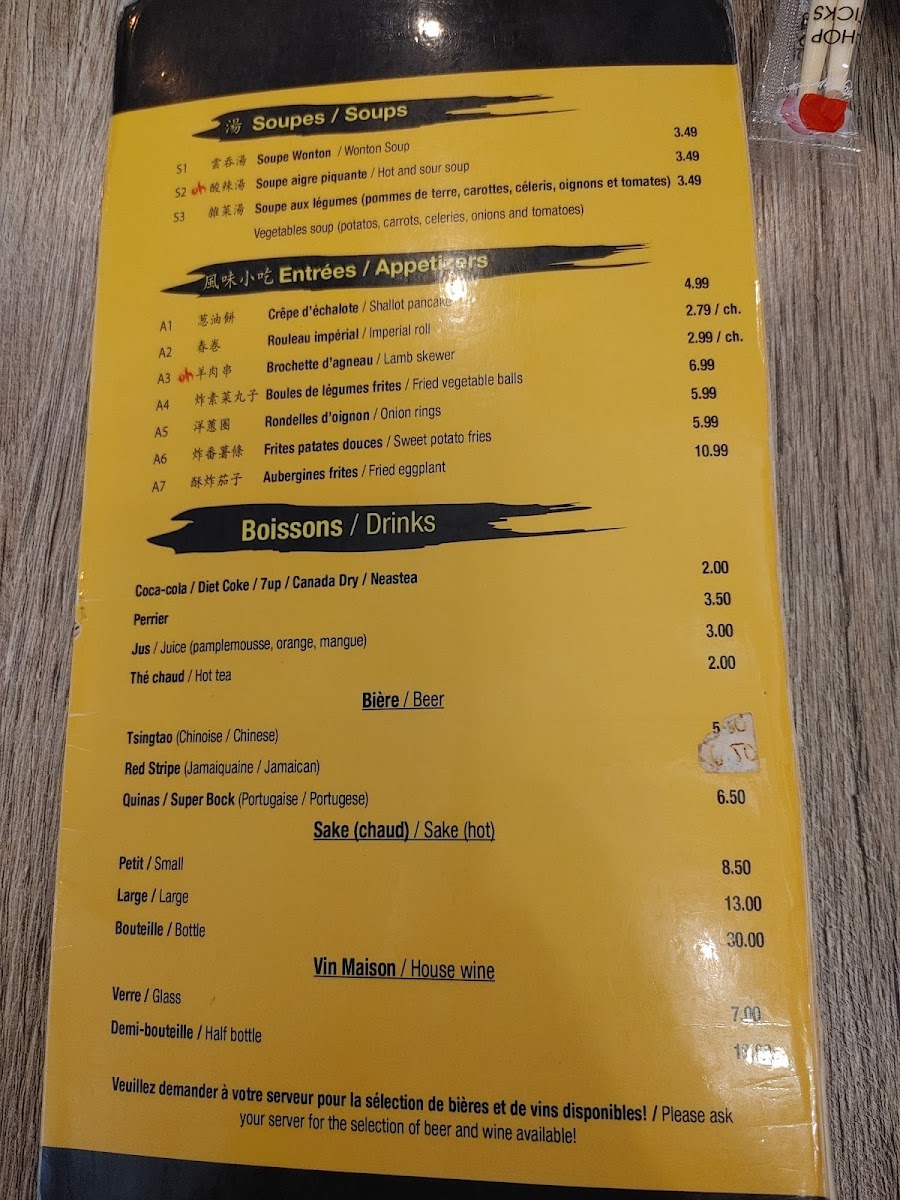 HOP
ICKS
湯 Soupes / Soups
S1 雲吞湯 Soupe Wonton / Wonton Soup 3.49
S2 酸辣湯 Soupe aigre piquante / Hot and sour soup 3.49
S3 雜菜湯 Soupe aux légumes (pommes de terre, carottes, céleris, oignons et tomates) 3.49
Vegetables soup (potatos, carrots, celeries, onions and tomatoes)
風味小吃 Entrées / Appetizers
A1 蔥油餅 Crêpe d'échalote / Shallot pancake 4.99
A2 春卷 Rouleau impérial / Imperial roll 2.79 / ch.
A3 羊肉串 Brochette d'agneau / Lamb skewer 2.99 / ch.
A4 炸素菜丸子 Boules de légumes frites / Fried vegetable balls 6.99
A5 洋蔥圈 Rondelles d'oignon / Onion rings 5.99
A6 炸番薯條 Frites patates douces / Sweet potato fries 5.99
A7 酥炸茄子 Aubergines frites / Fried eggplant 10.99
Boissons / Drinks
Coca-cola / Diet Coke / 7up / Canada Dry / Neastea 2.00
Perrier 3.50
Jus / Juice (pamplemousse, orange, mangue) 3.00
Thé chaud / Hot tea 2.00
Bière / Beer
Tsingtao (Chinoise / Chinese)
Red Stripe (Jamaiquaine / Jamaican)
Quinas / Super Bock (Portugaise / Portugese) 6.50
Sake (chaud) / Sake (hot)
Petit / Small 8.50
Large / Large 13.00
Bouteille / Bottle 30.00
Vin Maison / House wine
Verre / Glass 7.00
Demi-bouteille / Half bottle
Veuillez demander à votre serveur pour la sélection de bières et de vins disponibles! / Please ask
your server for the selection of beer and wine available!